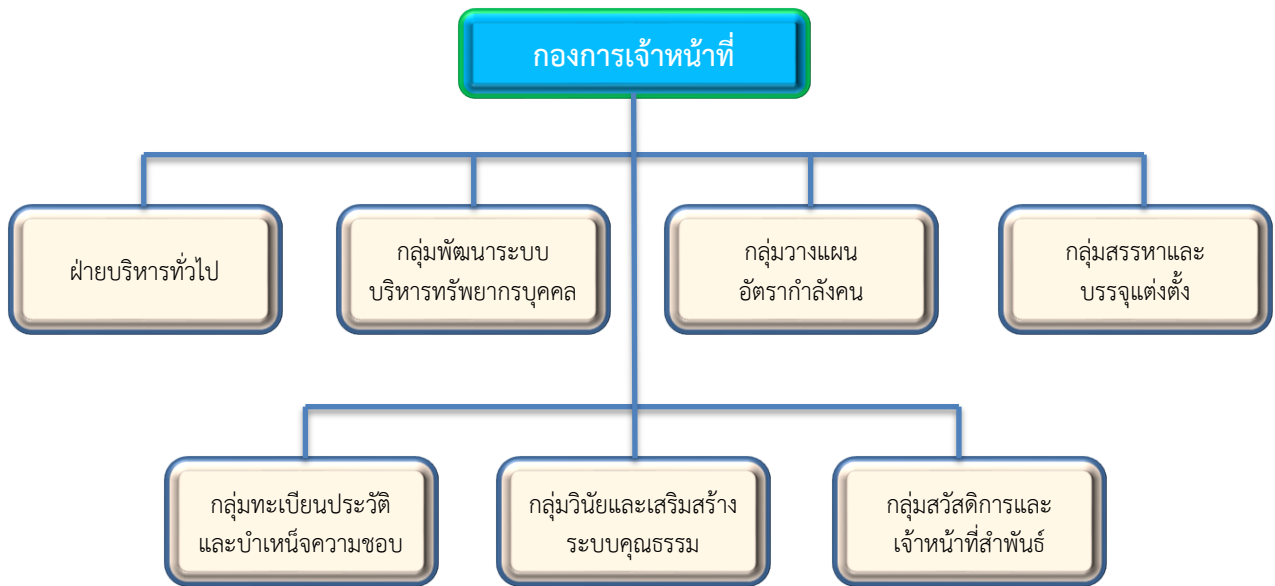 กองการเจ้าหน้าที่
ฝ่ายบริหารทั่วไป
กลุ่มพัฒนาระบบ
บริหารทรัพยากรบุคคล
กลุ่มวางแผน
อัตรากำลังคน
กลุ่มสรรหาและ
บรรจุแต่งตั้ง
กลุ่มทะเบียนประวัติ
และบำเหน็จความชอบ
กลุ่มวินัยและเสริมสร้าง
ระบบคุณธรรม
กลุ่มสวัสดิการและ
เจ้าหน้าที่สำพันธ์